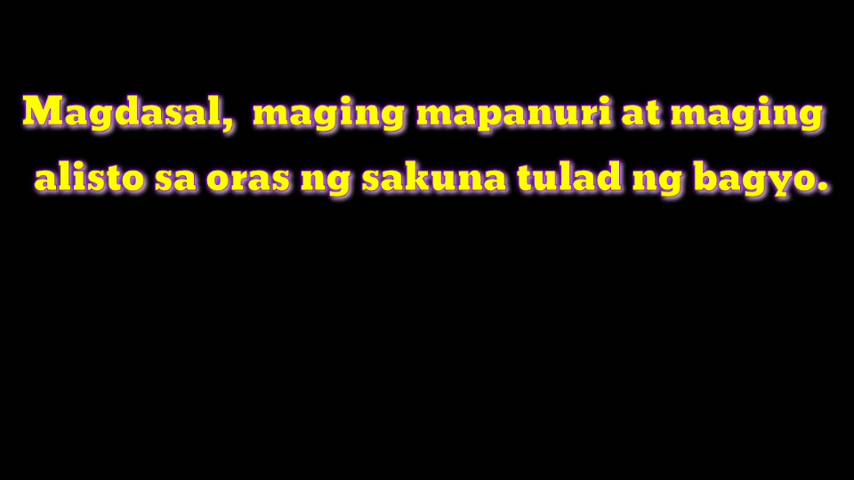 Magdasal, maging mapanuri at maging
alisto sa oras ng sakuna tulad ng bagyo.